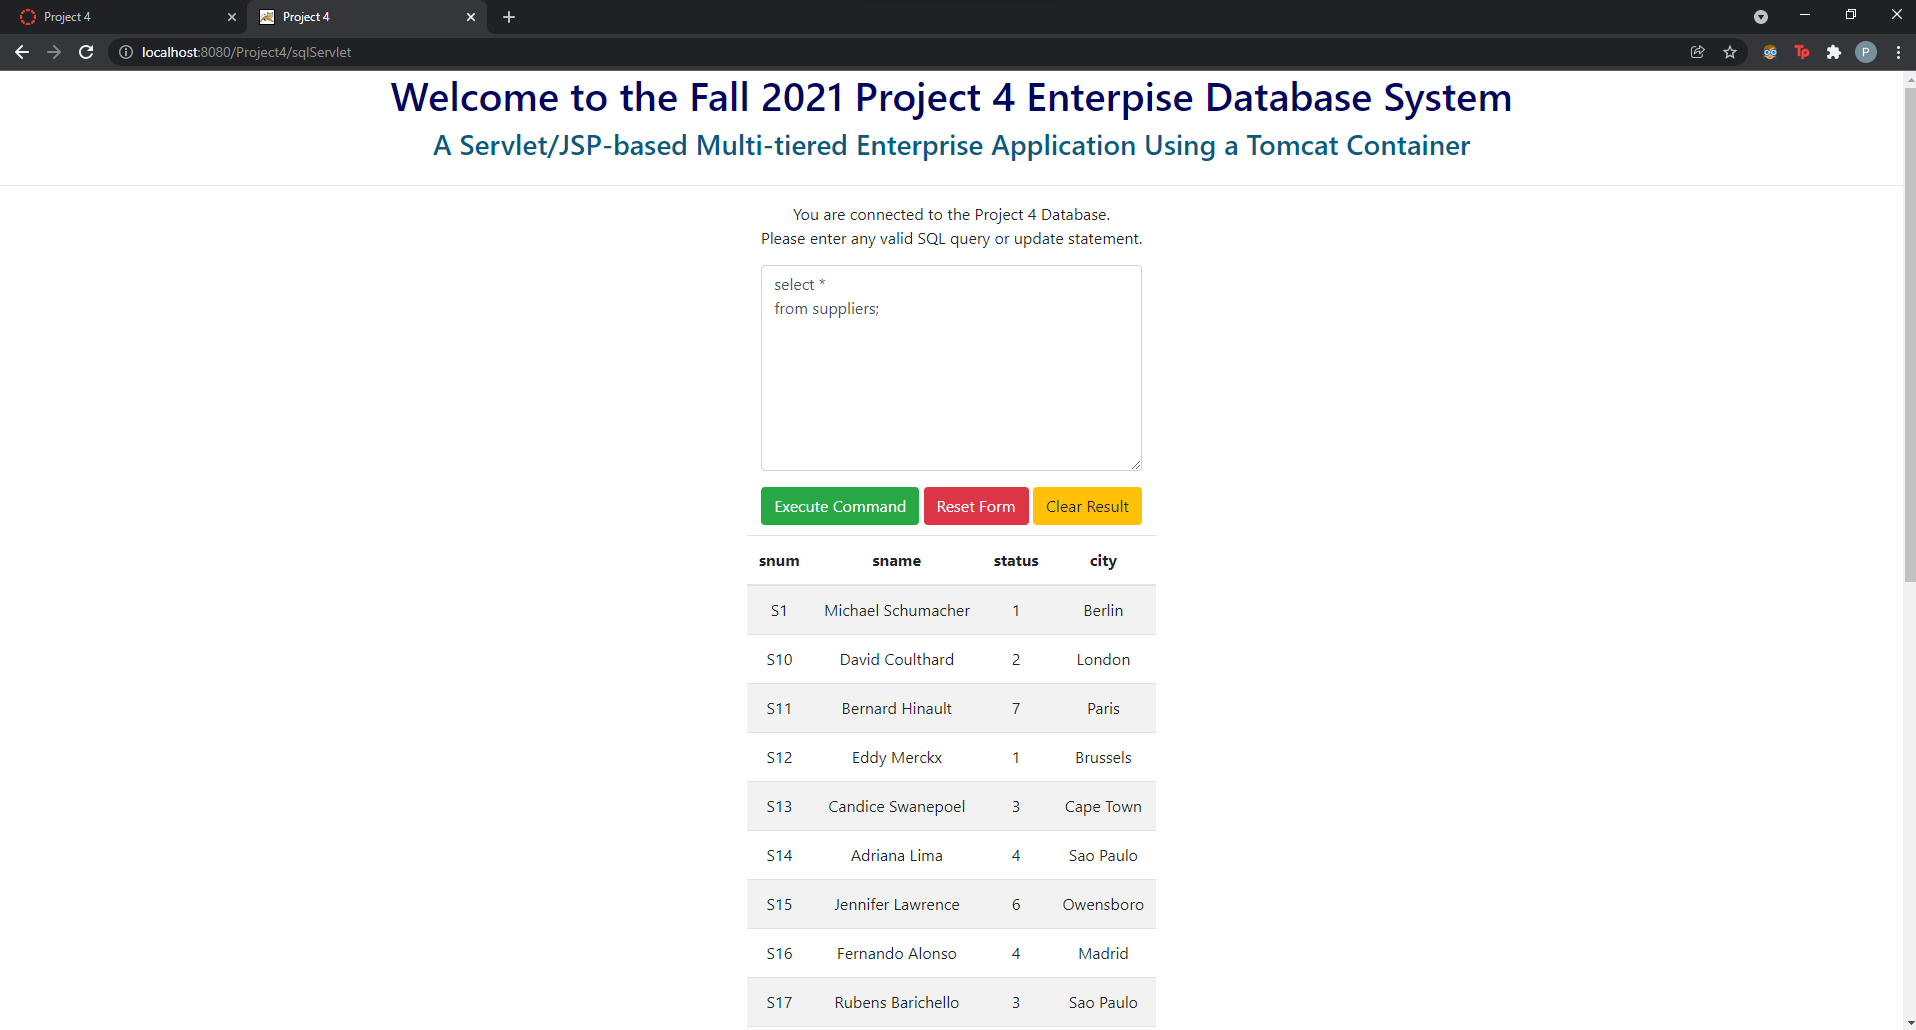 Project 4
Project 4
localhost:8080/Project4/sqlServlet
Tp
P
Welcome to the Fall 2021 Project 4 Enterpise Database System
A Servlet/JSP-based Multi-tiered Enterprise Application Using a Tomcat Container
You are connected to the Project 4 Database.
Please enter any valid SQL query or update statement.
select *
from suppliers;
Execute Command Reset Form Clear Result
snum sname status city
S1 Michael Schumacher 1 Berlin
S10 David Coulthard 2 London
S11 Bernard Hinault 7 Paris
S12 Eddy Merckx 1 Brussels
S13 Candice Swanepoel 3 Cape Town
S14 Adriana Lima 4 Sao Paulo
S15 Jennifer Lawrence 6 Owensboro
S16 Fernando Alonso 4 Madrid
S17 Rubens Barichello 3 Sao Paulo